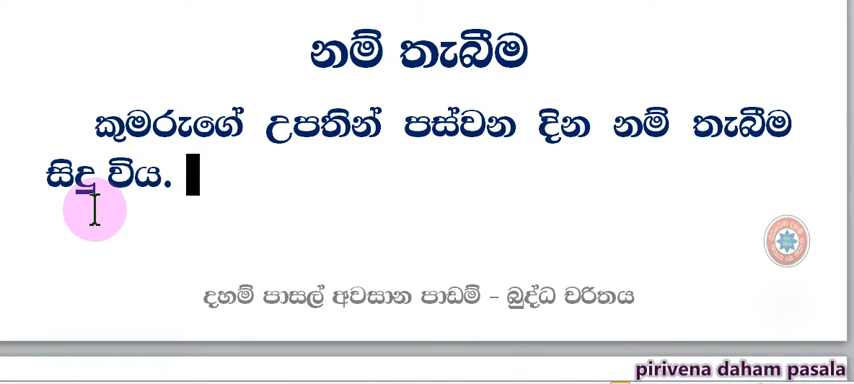 නම් තැබීම
කුමරුගේ උපතින් පස්වන දින නම් තැබීම
සිදු විය.
දහම් පාසල් අවසාන පාඩම් – බුද්ධ චරිතය
pirivena daham pasala